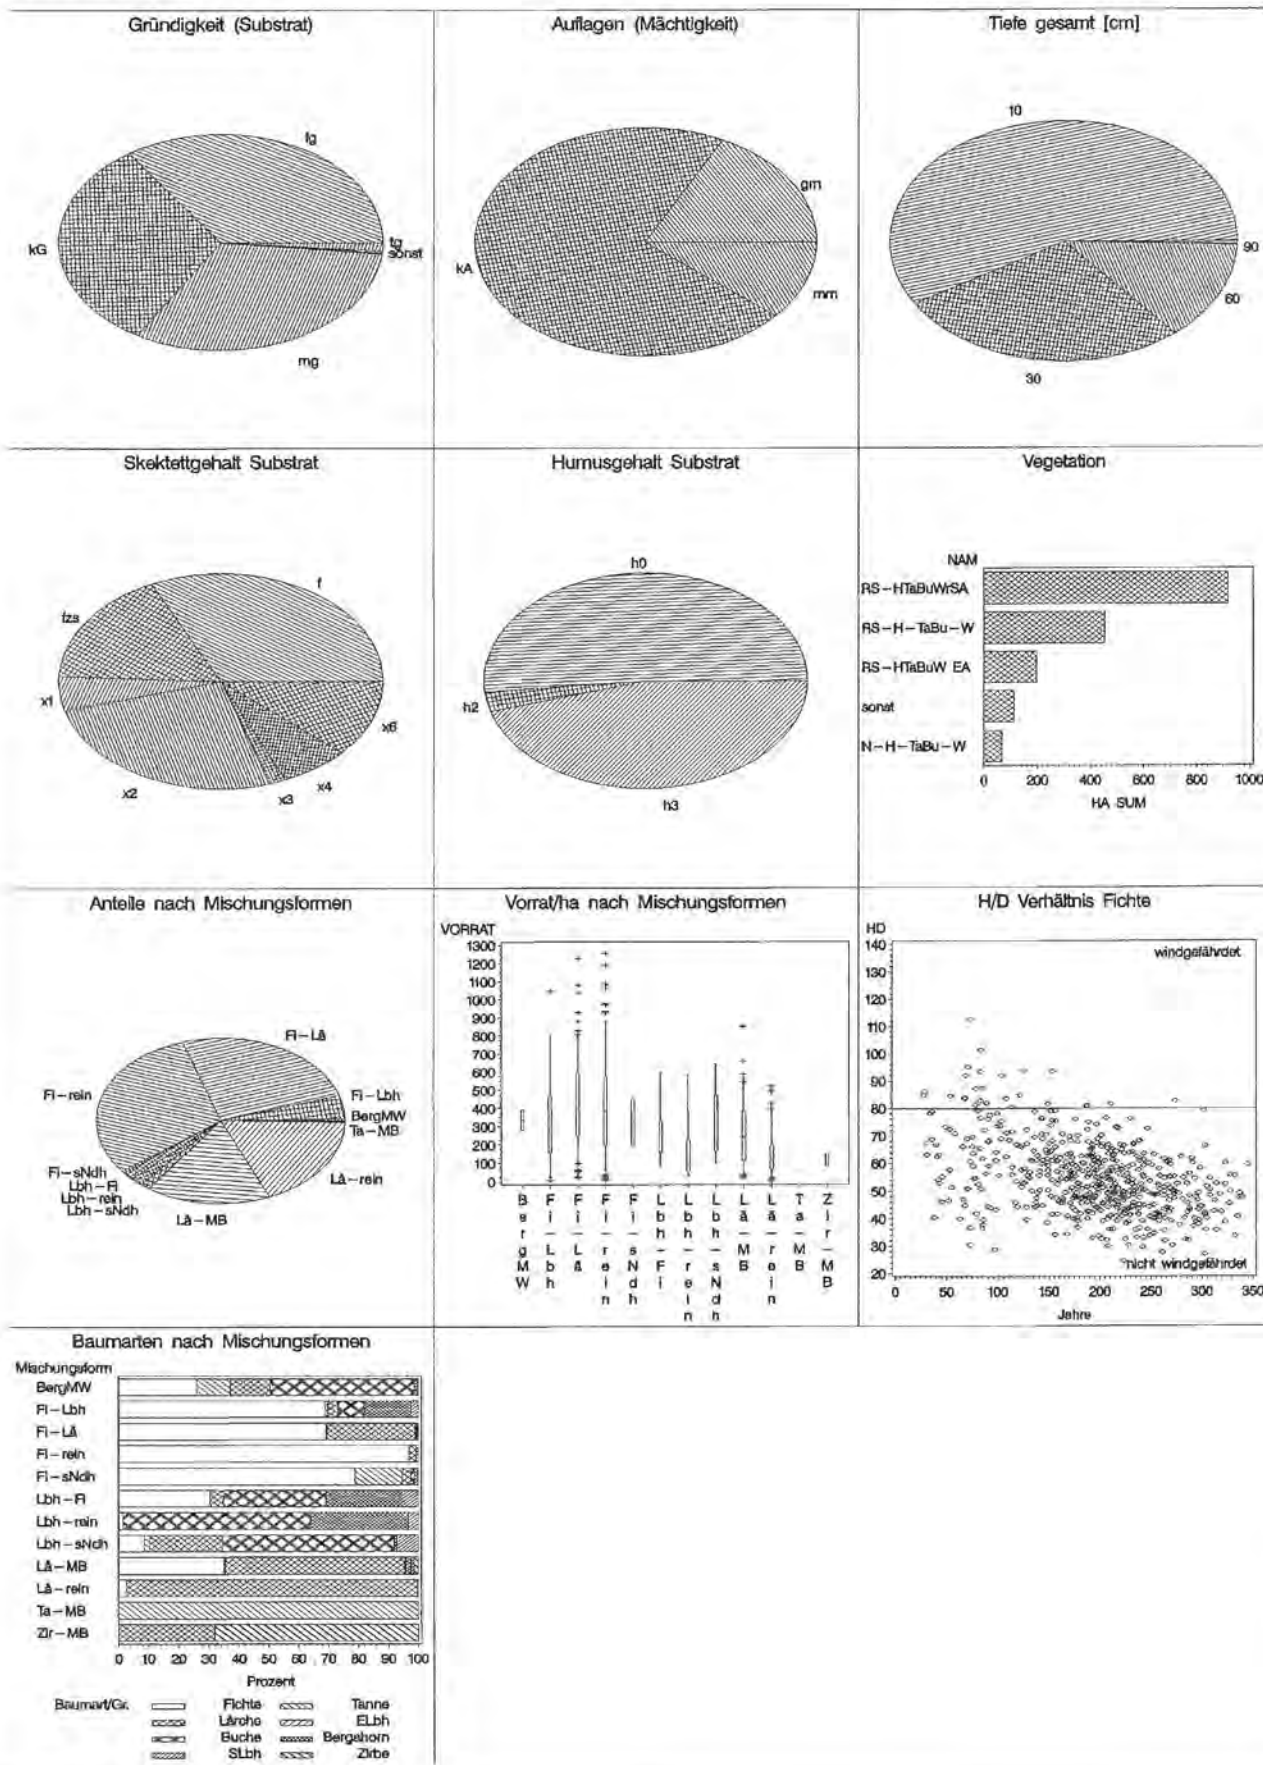 Gründigkeit (Substrat)
fg
kG
tg
sonst
mg
Auflagen (Mächtigkeit)
gm
kA
mm
Tiefe gesamt [cm]
10
90
60
30
Skektettgehalt Substrat
f
fzs
x1
x6
x2
x3
x4
Humusgehalt Substrat
h0
h2
h3
Vegetation
NAM
RS-HTaBuWrSA
RS-H-TaBu-W
RS-HTaBuW EA
sonst
N-H-TaBu-W
0 200 400 600 800 1000
HA SUM
Anteile nach Mischungsformen
Fi-Lä
Fi-rein
Fi-Lbh
BergMW
Ta-MB
Lä-rein
Fi-sNdh
Lbh-Fi
Lbh-rein
Lbh-sNdh
Lä-MB
Vorrat/ha nach Mischungsformen
VORRAT
1300
1200
1100
1000
900
800
700
600
500
400
300
200
100
0
BergMW Fi-Lbh Fi-Lä Fi-rein Fi-sNdh Lbh-Fi Lbh-rein Lbh-sNdh Lä-MB Lä-rein Ta-MB Zir-MB
H/D Verhältnis Fichte
HD
140
130
120
110
100
90
80
70
60
50
40
30
20
windgefährdet
nicht windgefährdet
0 50 100 150 200 250 300 350
Jahre
Baumarten nach Mischungsformen
Mischungsform
BergMW
Fi-Lbh
Fi-Lä
Fi-rein
Fi-sNdh
Lbh-Fi
Lbh-rein
Lbh-sNdh
Lä-MB
Lä-rein
Ta-MB
Zir-MB
0 10 20 30 40 50 60 70 80 90 100
Prozent
Baumart/Gr. Fichte Tanne
Lärche ELbh
Buche Bergahorn
SLbh Zirbe